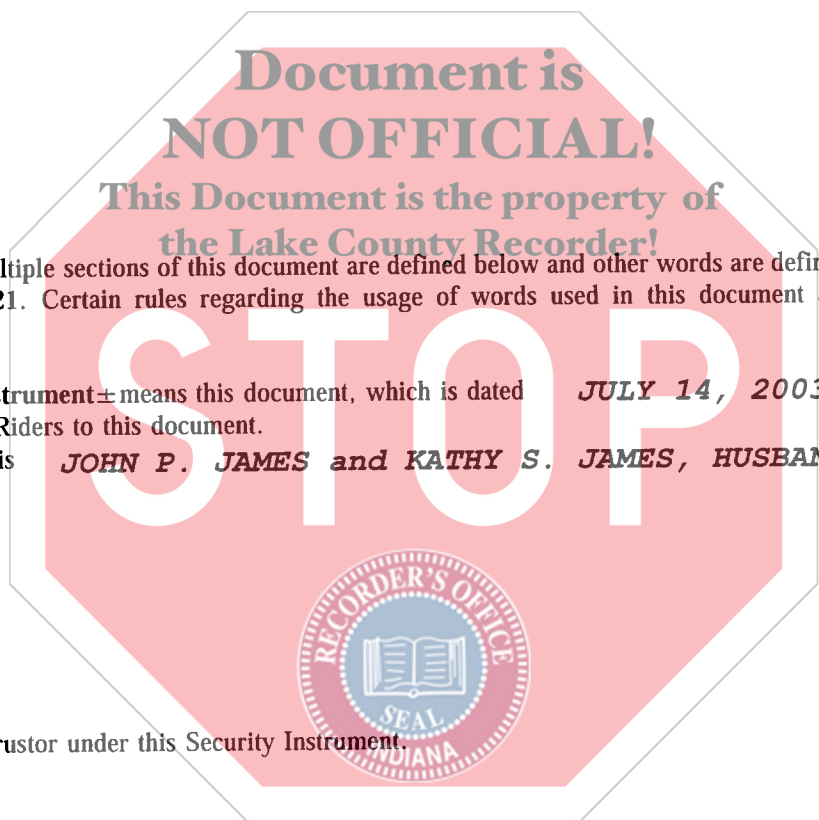 Document is
NOT OFFICIAL!
This Document is the property of
the Lake County Recorder!
ltiple sections of this document are defined below and other words are defin
21. Certain rules regarding the usage of words used in this document
STOP
trument± means this document, which is dated JULY 14, 2003
Riders to this document.
is JOHN P. JAMES and KATHY S. JAMES, HUSBAN
RECORDER'S OFFICE
SEAL
INDIANA
rustor under this Security Instrument.